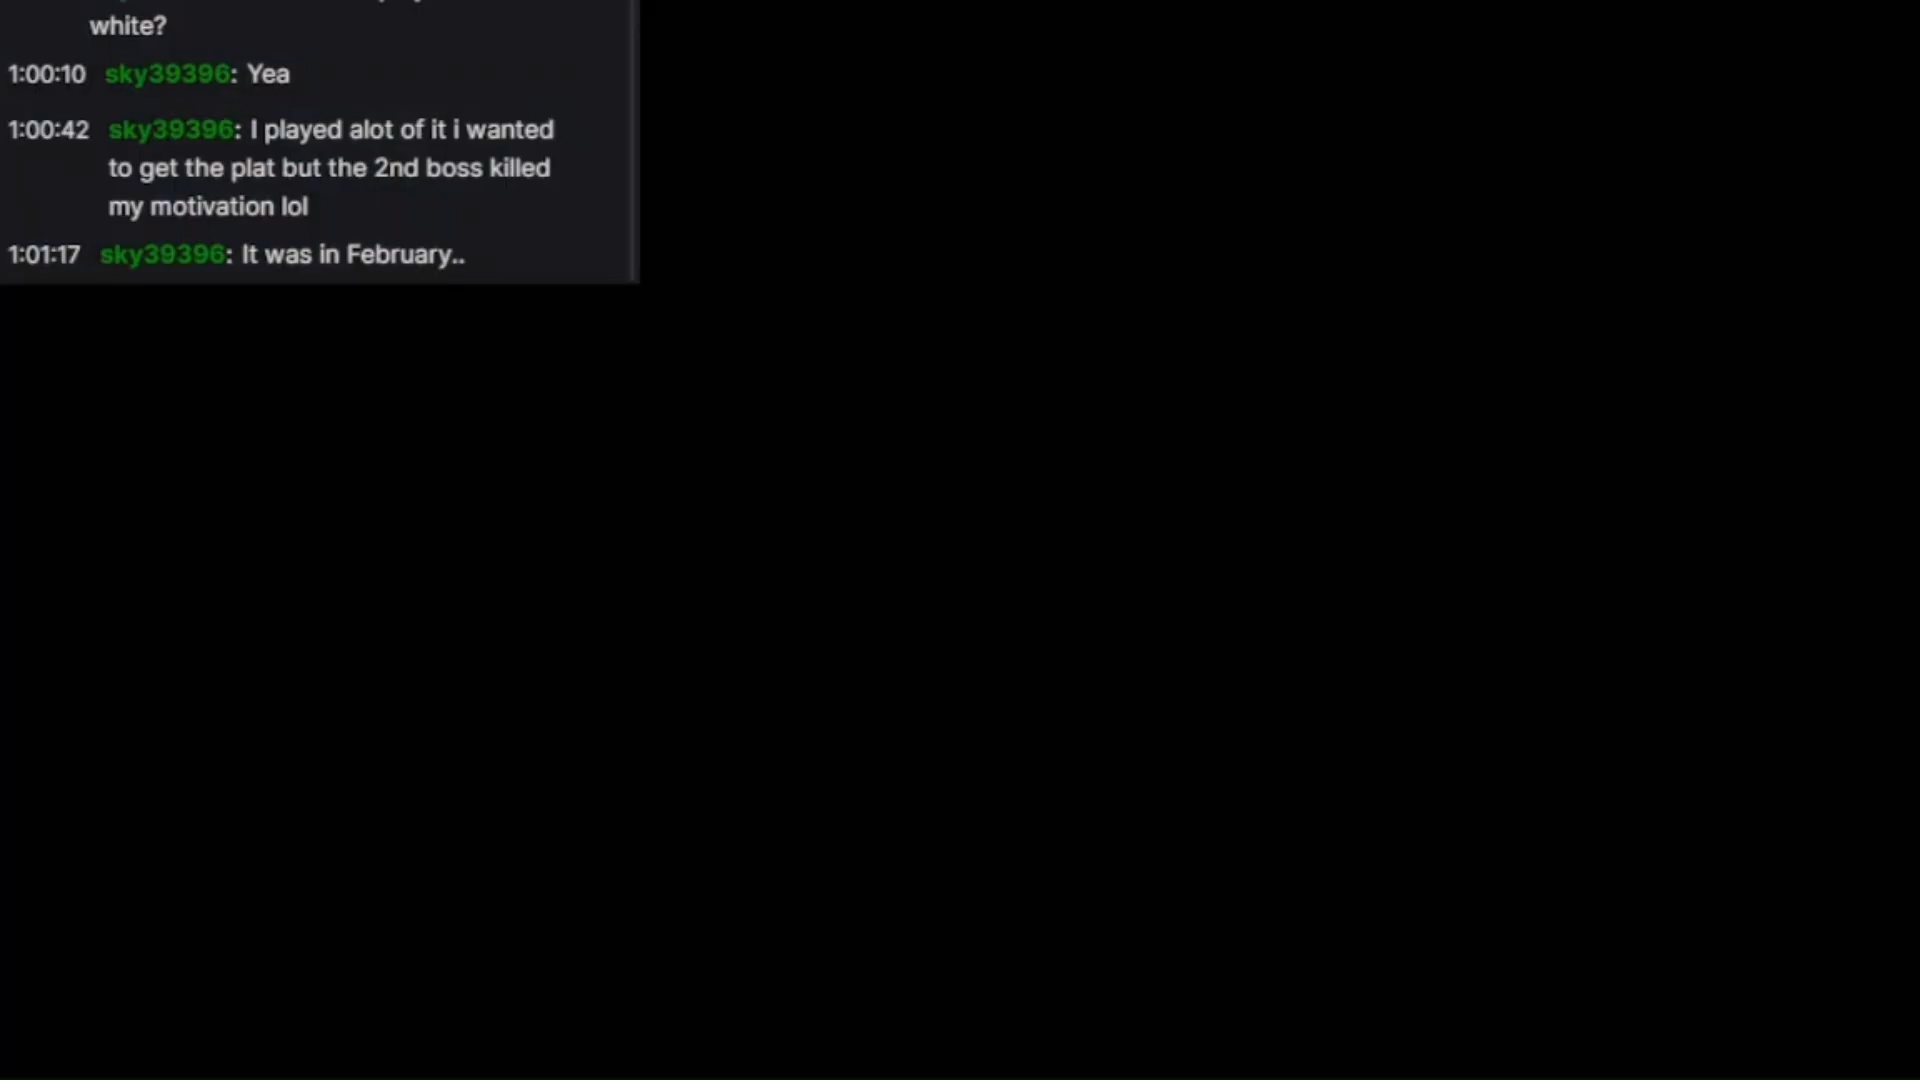 white?
1:00:10 sky39396: Yea
1:00:42 sky39396: I played alot of it i wanted
to get the plat but the 2nd boss killed
my motivation lol
1:01:17 sky39396: It was in February..